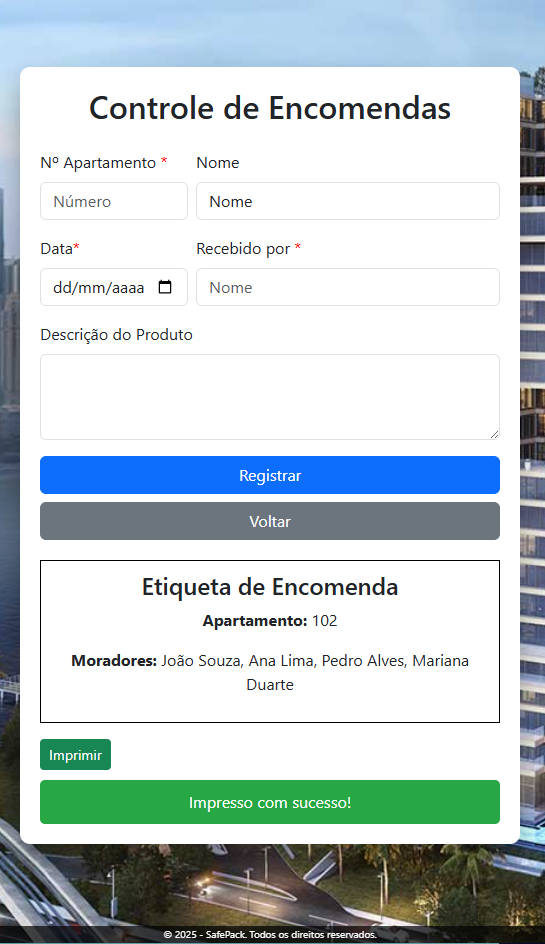 Controle de Encomendas
Nº Apartamento * Nome
Número Nome
Data* Recebido por *
dd/mm/aaaa Nome
Descrição do Produto
Registrar
Voltar
Etiqueta de Encomenda
Apartamento: 102
Moradores: João Souza, Ana Lima, Pedro Alves, Mariana
Duarte
Imprimir
Impresso com sucesso!
© 2025 - SafePack. Todos os direitos reservados.